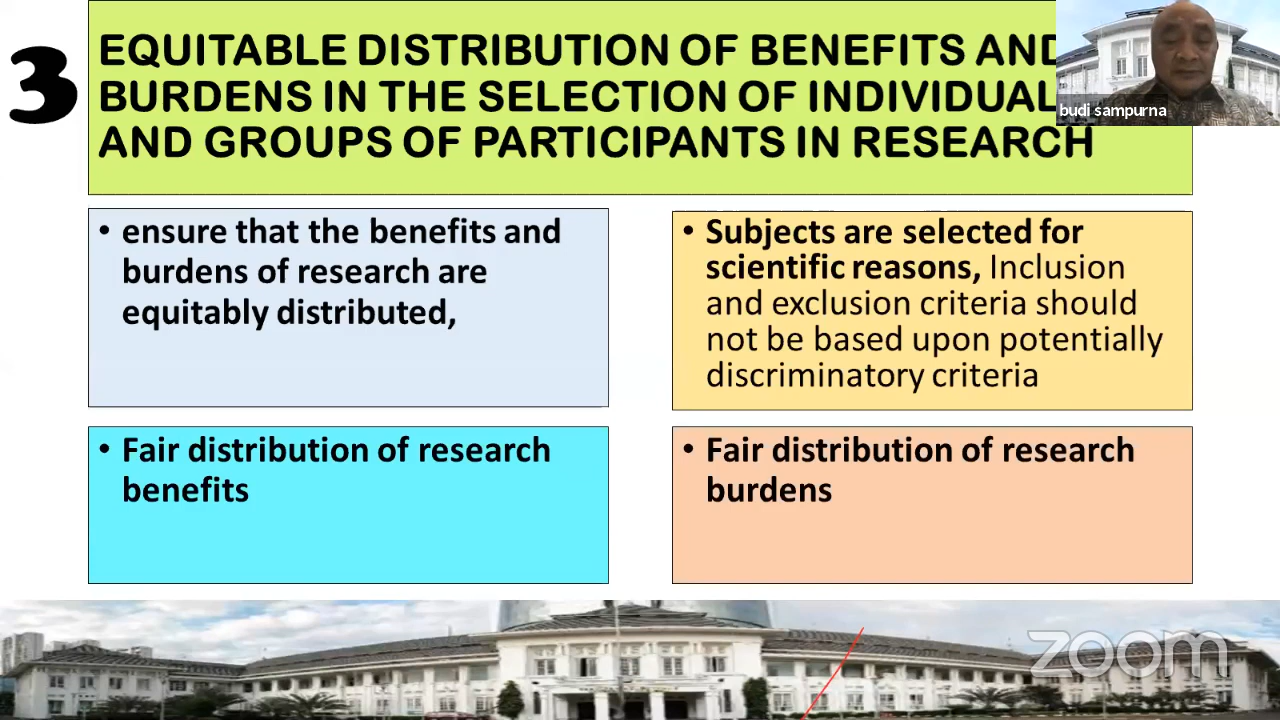 3
EQUITABLE DISTRIBUTION OF BENEFITS AND
BURDENS IN THE SELECTION OF INDIVIDUAL
AND GROUPS OF PARTICIPANTS IN RESEARCH
budi sampurna
• ensure that the benefits and
burdens of research are
equitably distributed,
• Subjects are selected for
scientific reasons, Inclusion
and exclusion criteria should
not be based upon potentially
discriminatory criteria
• Fair distribution of research
benefits
• Fair distribution of research
burdens
zoom